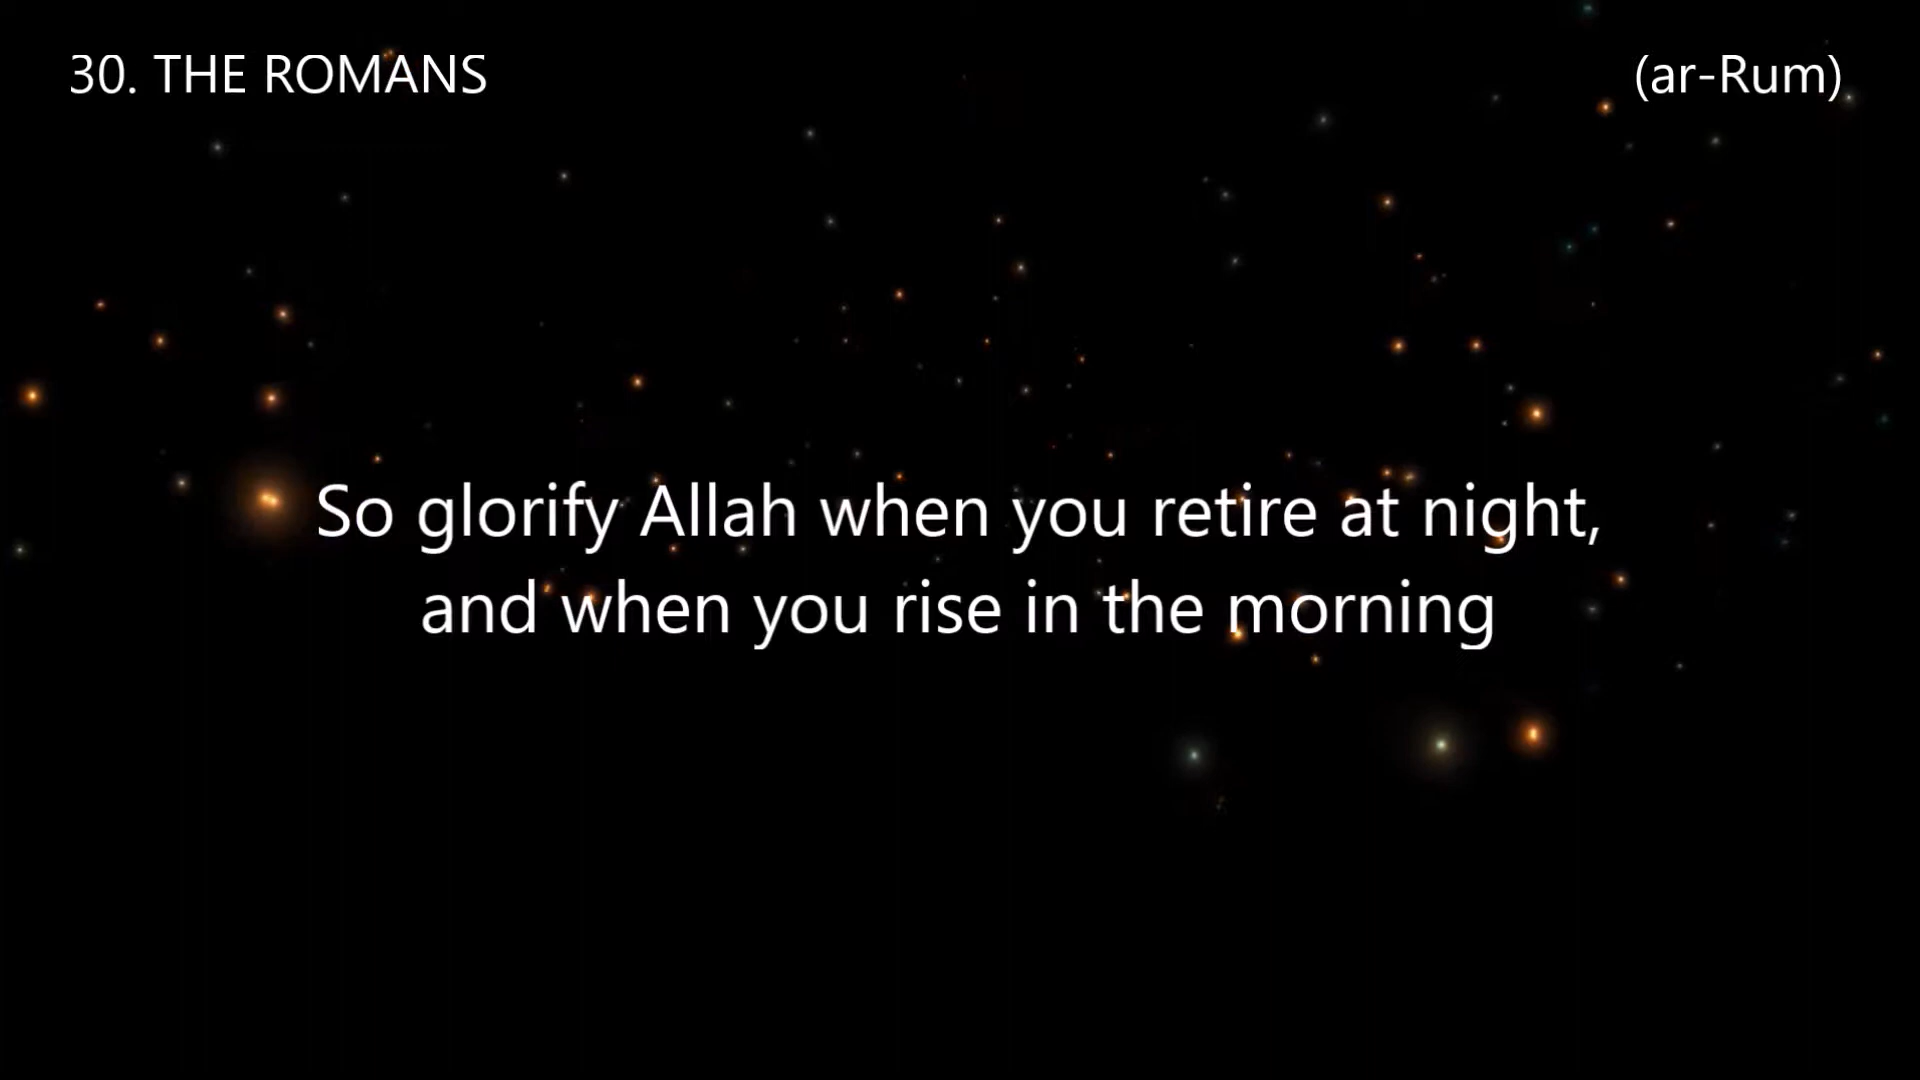 30. THE ROMANS
(ar-Rum)
So glorify Allah when you retire at night,
and when you rise in the morning